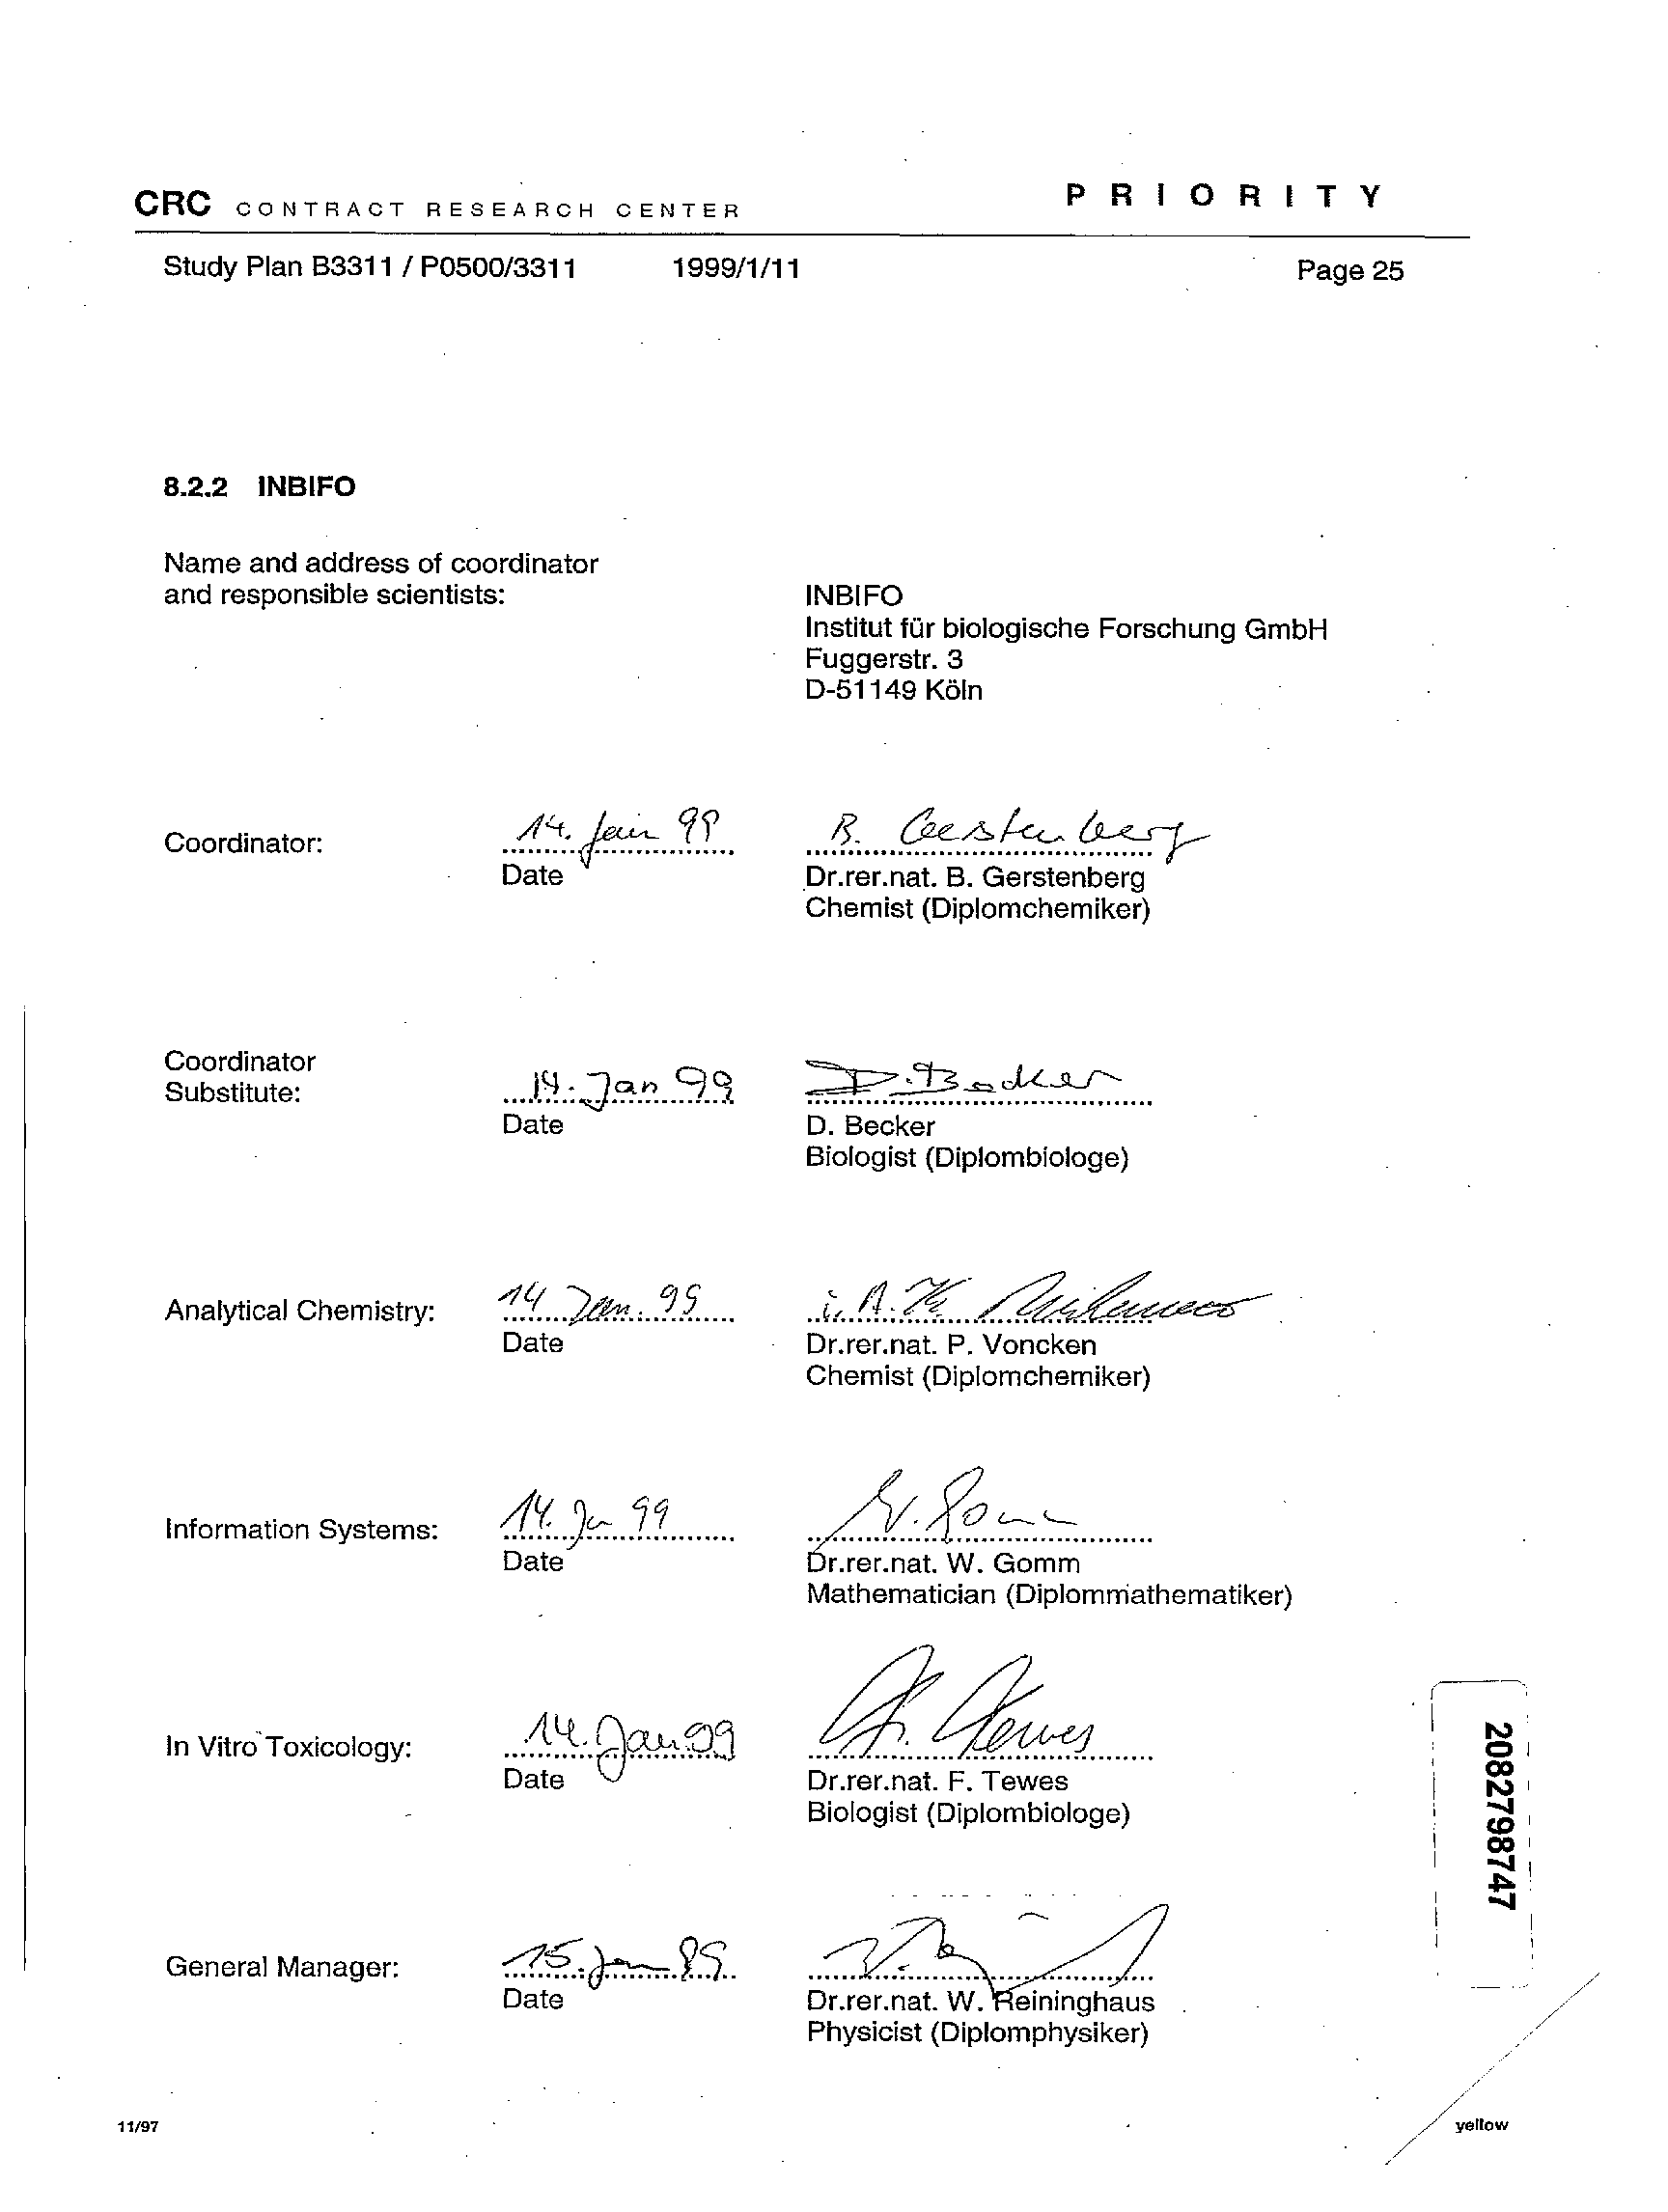 CRC CONTRACT RESEARCH CENTER PRIORITY
Study Plan B3311 / P0500/3311 1999/1/11 Page 25
8.2.2 INBIFO
Name and address of coordinator
and responsible scientists:
INBIFO
Institut für biologische Forschung GmbH
Fuggerstr. 3
D-51149 Köln
Coordinator: 14. Jan 99 B. Gerstenberg
Date
Dr.rer.nat. B. Gerstenberg
Chemist (Diplomchemiker)
Coordinator
Substitute: 14. Jan 99 D. Becker
Date
D. Becker
Biologist (Diplombiologe)
Analytical Chemistry: 14 Jan. 99 i. A.
Date
Dr.rer.nat. P. Voncken
Chemist (Diplomchemiker)
Information Systems: 14. Jan 99 W. Gomm
Date
Dr.rer.nat. W. Gomm
Mathematician (Diplommathematiker)
In Vitro Toxicology: 14. Jan. 99 F. Tewes
Date
Dr.rer.nat. F. Tewes
Biologist (Diplombiologe)
General Manager: 15. Jan 99
Date
Dr.rer.nat. W. Reininghaus
Physicist (Diplomphysiker)
2082798747
11/97 yellow